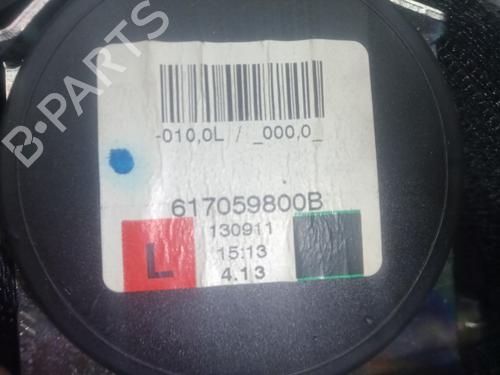 -010,0L / _000,0_
617059800B
130911
L
15:13
4.13
B-PARTS